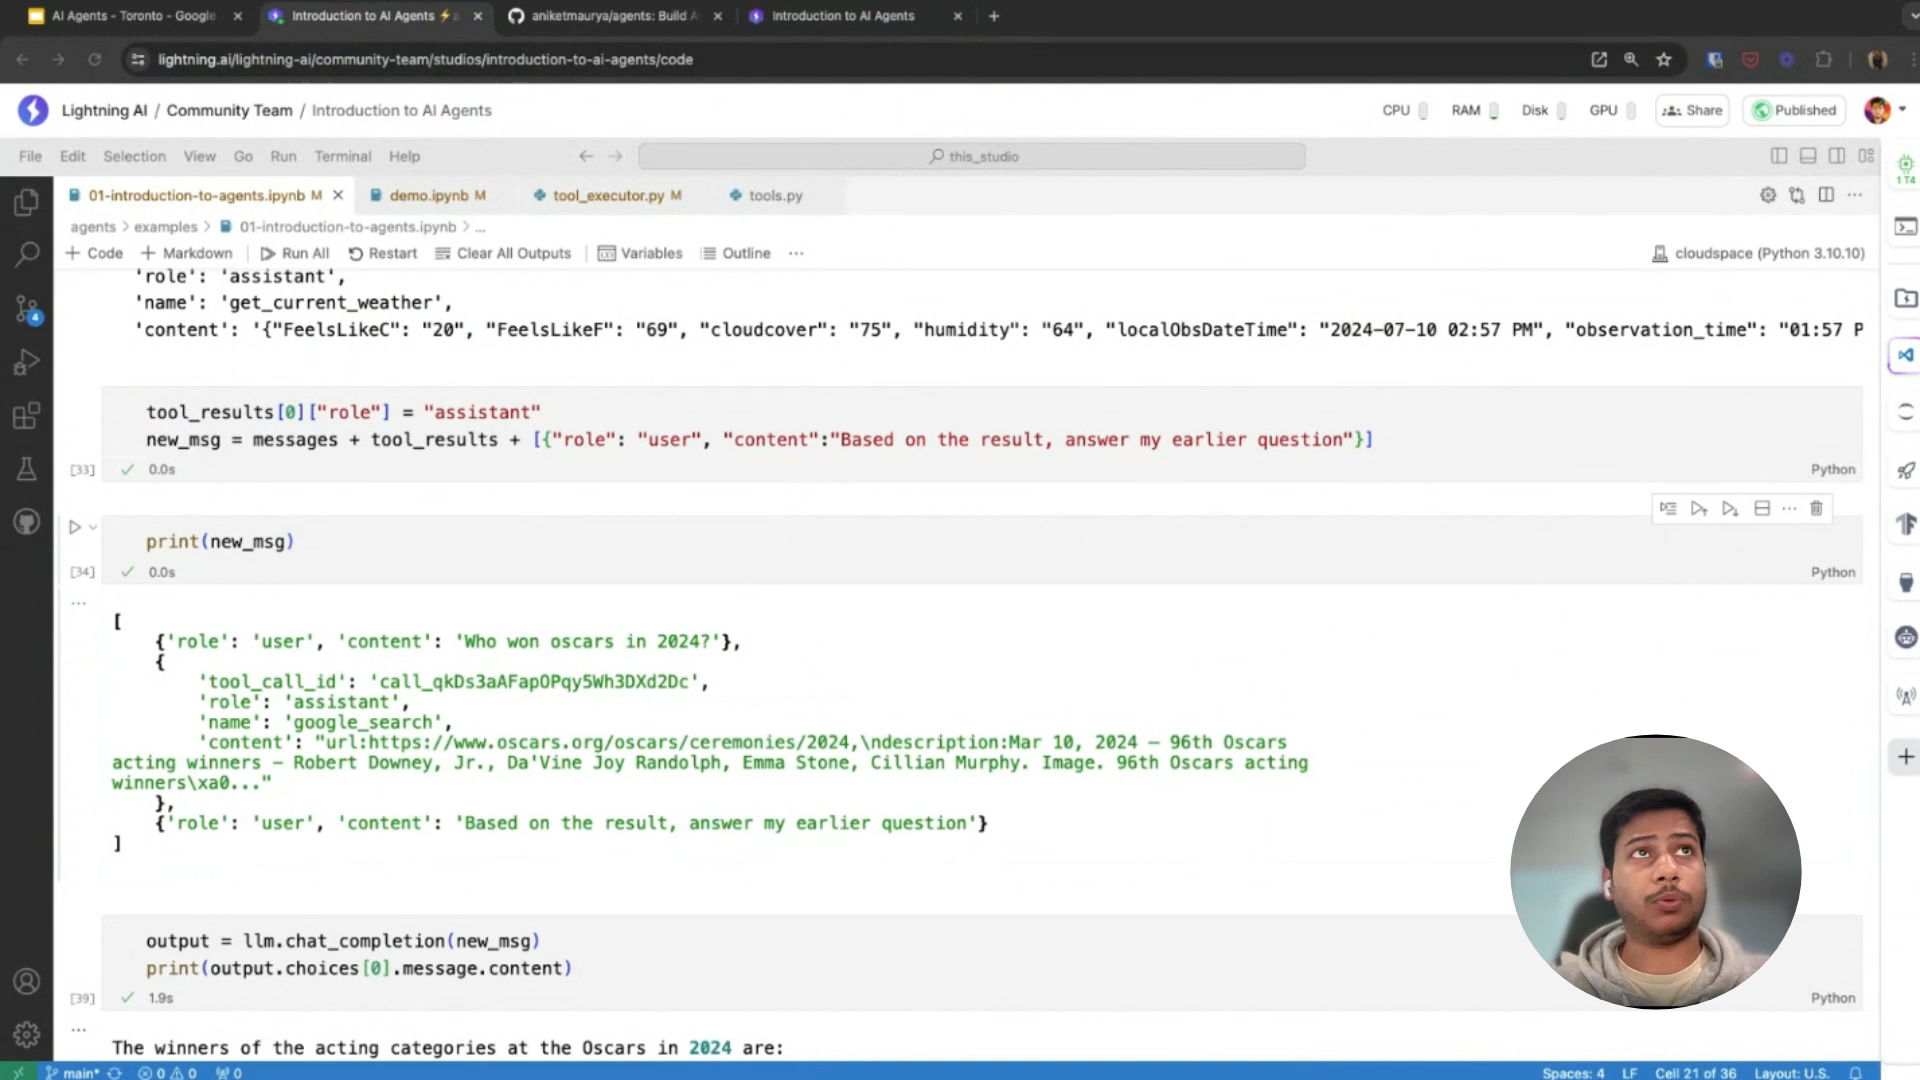 AI Agents - Toronto - Google
Introduction to AI Agents
aniketmaurya/agents: Build A
Introduction to AI Agents
lightning.ai/lightning-ai/community-team/studios/introduction-to-ai-agents/code
Lightning AI / Community Team / Introduction to AI Agents
CPU RAM Disk GPU Share Published
File Edit Selection View Go Run Terminal Help
this_studio
1 T4
01-introduction-to-agents.ipynb M
demo.ipynb M
tool_executor.py M
tools.py
agents > examples > 01-introduction-to-agents.ipynb > ...
+ Code + Markdown Run All Restart Clear All Outputs Variables Outline ...
cloudspace (Python 3.10.10)
'role': 'assistant',
'name': 'get_current_weather',
'content': '{"FeelsLikeC": "20", "FeelsLikeF": "69", "cloudcover": "75", "humidity": "64", "localObsDateTime": "2024-07-10 02:57 PM", "observation_time": "01:57 P
tool_results[0]["role"] = "assistant"
new_msg = messages + tool_results + [{"role": "user", "content":"Based on the result, answer my earlier question"}]
[33] 0.0s Python
print(new_msg)
[34] 0.0s Python
...
[
{'role': 'user', 'content': 'Who won oscars in 2024?'},
{
'tool_call_id': 'call_qkDs3aAFapOPqy5Wh3DXd2Dc',
'role': 'assistant',
'name': 'google_search',
'content': "url:https://www.oscars.org/oscars/ceremonies/2024,\ndescription:Mar 10, 2024 — 96th Oscars
acting winners – Robert Downey, Jr., Da'Vine Joy Randolph, Emma Stone, Cillian Murphy. Image. 96th Oscars acting
winners\xa0..."
},
{'role': 'user', 'content': 'Based on the result, answer my earlier question'}
]
output = llm.chat_completion(new_msg)
print(output.choices[0].message.content)
[39] 1.9s Python
...
The winners of the acting categories at the Oscars in 2024 are:
4
main* 0 0 0
Spaces: 4 LF Cell 21 of 36 Layout: U.S.